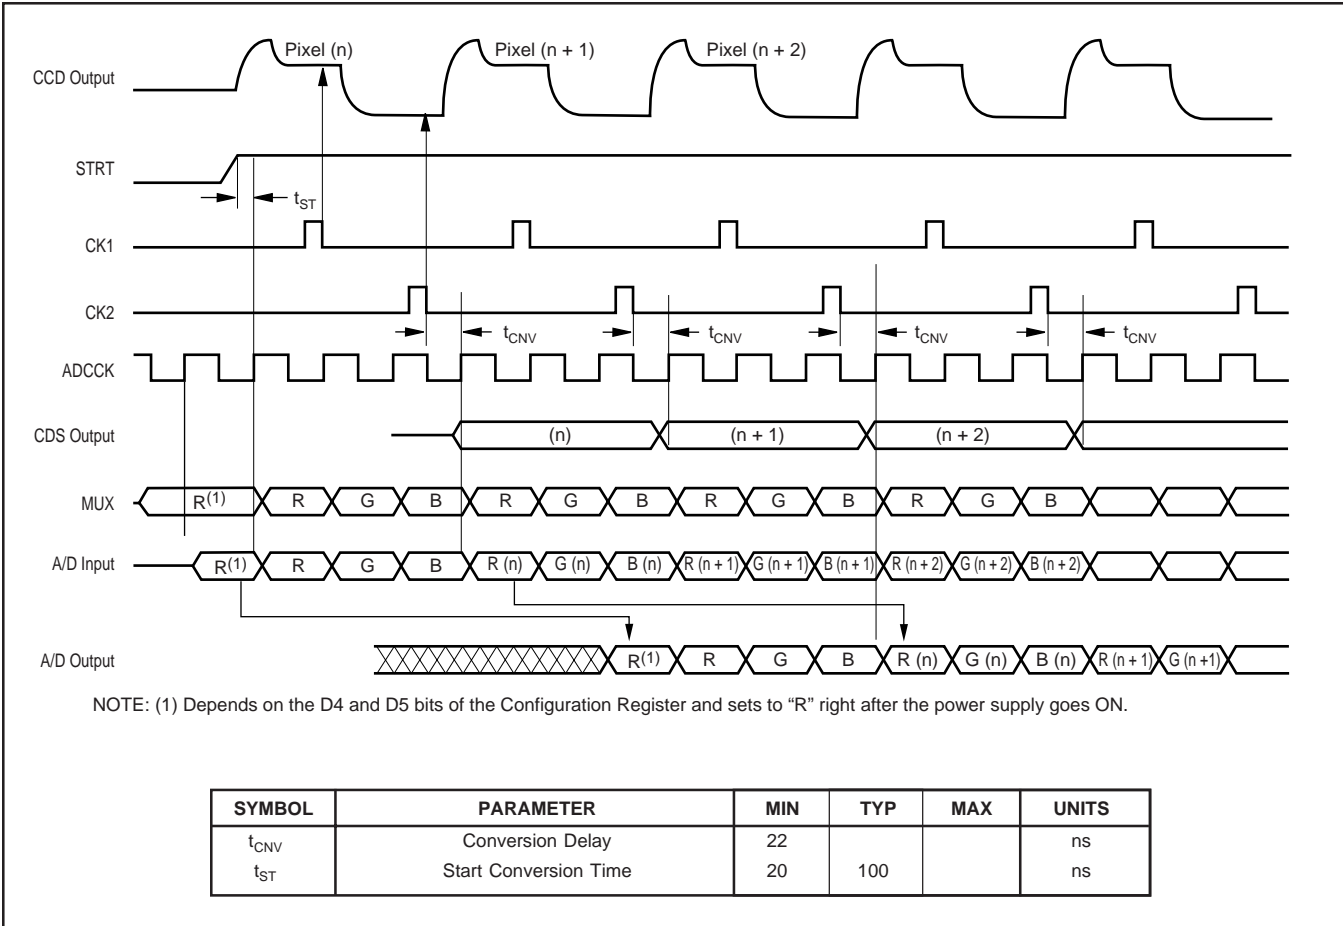 Pixel (n) Pixel (n + 1) Pixel (n + 2)
CCD Output
STRT
tST
CK1
CK2
tCNV tCNV tCNV tCNV
ADCCK
CDS Output (n) (n + 1) (n + 2)
MUX R(1) R G B R G B R G B R G B
A/D Input R(1) R G B R (n) G (n) B (n) R (n + 1) G (n + 1) B (n + 1) R (n + 2) G (n + 2) B (n + 2)
A/D Output R(1) R G B R (n) G (n) B (n) R (n + 1) G (n +1)
NOTE: (1) Depends on the D4 and D5 bits of the Configuration Register and sets to “R” right after the power supply goes ON.
SYMBOL PARAMETER MIN TYP MAX UNITS
tCNV Conversion Delay 22 ns
tST Start Conversion Time 20 100 ns